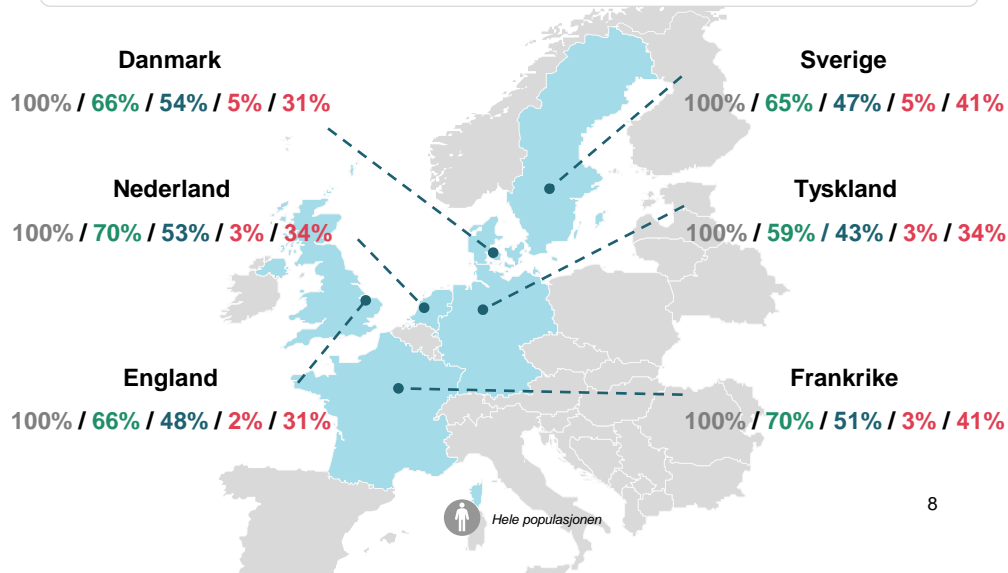 Danmark
100% / 66% / 54% / 5% / 31%
Sverige
100% / 65% / 47% / 5% / 41%
Nederland
100% / 70% / 53% / 3% / 34%
Tyskland
100% / 59% / 43% / 3% / 34%
England
100% / 66% / 48% / 2% / 31%
Frankrike
100% / 70% / 51% / 3% / 41%
Hele populasjonen
8